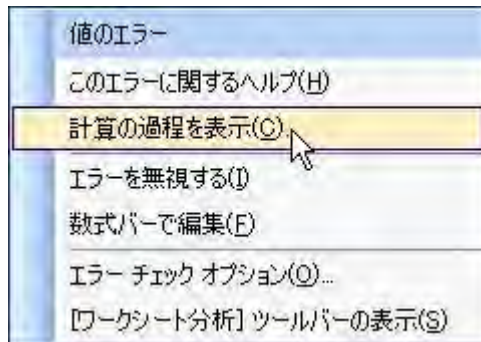 値のエラー
このエラーに関するヘルプ(H)
計算の過程を表示(C)
エラーを無視する(I)
数式バーで編集(F)
エラー チェック オプション(O)...
[ワークシート分析] ツールバーの表示(S)